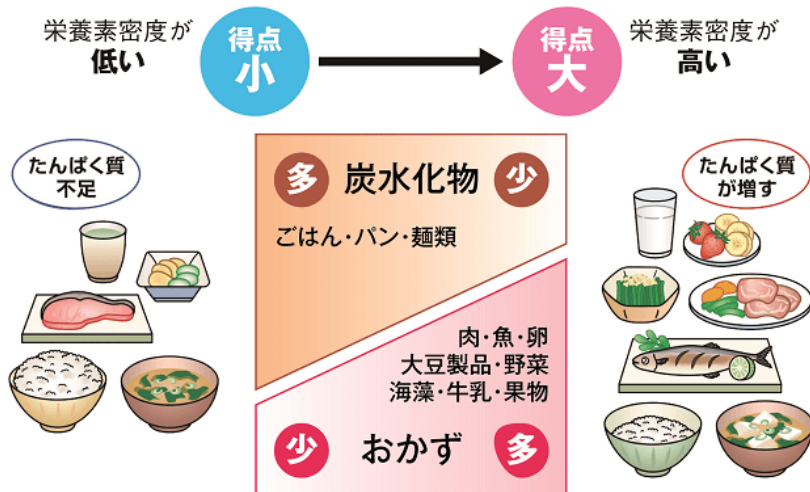 栄養素密度が
低い
得点
小
得点
大
栄養素密度が
高い
たんぱく質
不足
多 炭水化物 少
ごはん・パン・麺類
たんぱく質
が増す
肉・魚・卵
大豆製品・野菜
海藻・牛乳・果物
少 おかず 多